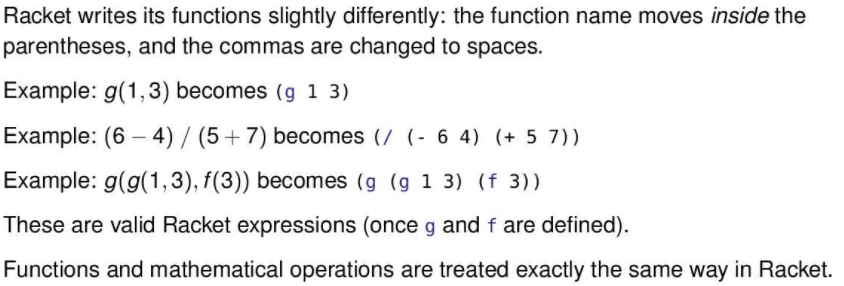 Racket writes its functions slightly differently: the function name moves inside the
parentheses, and the commas are changed to spaces.
Example: g(1,3) becomes (g 1 3)
Example: (6 − 4) / (5 + 7) becomes (/ (- 6 4) (+ 5 7))
Example: g(g(1,3), f(3)) becomes (g (g 1 3) (f 3))
These are valid Racket expressions (once g and f are defined).
Functions and mathematical operations are treated exactly the same way in Racket.